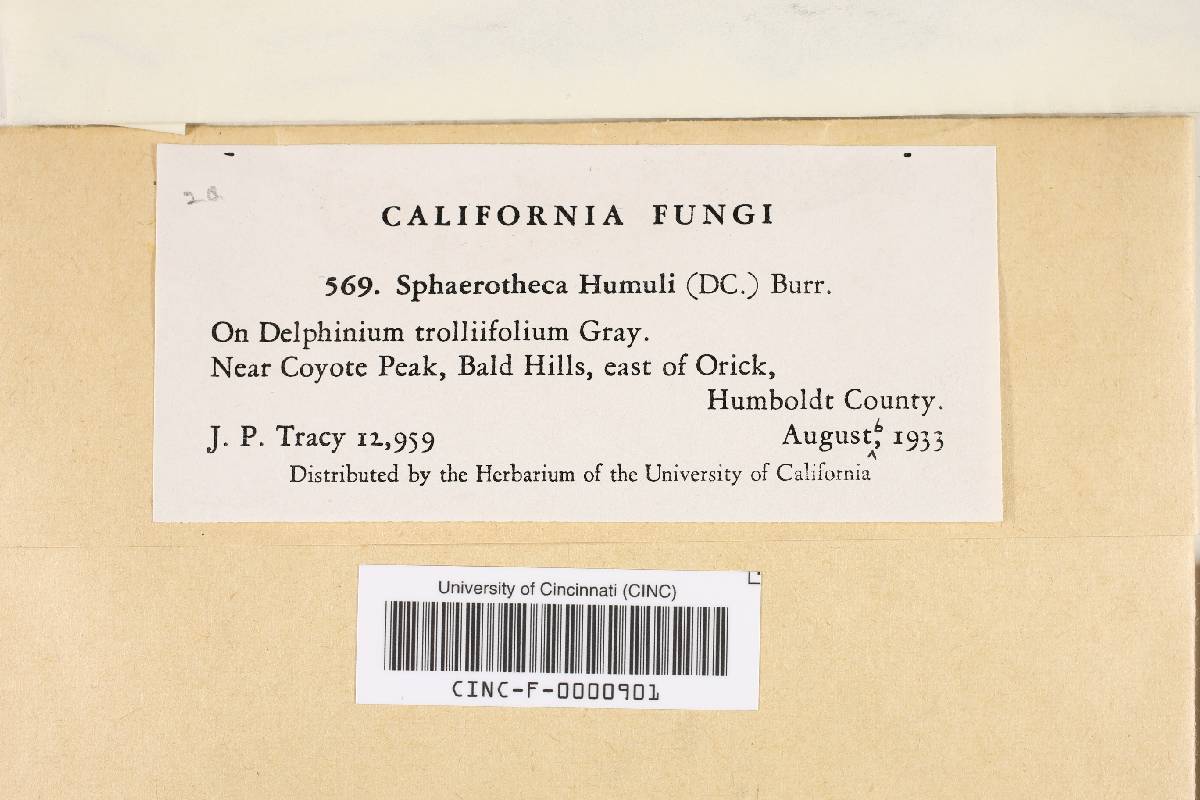 CALIFORNIA FUNGI
569. Sphaerotheca Humuli (DC.) Burr.
On Delphinium trolliifolium Gray.
Near Coyote Peak, Bald Hills, east of Orick,
Humboldt County.
J. P. Tracy 12,959 August 6, 1933
Distributed by the Herbarium of the University of California
University of Cincinnati (CINC)
CINC-F-0000901